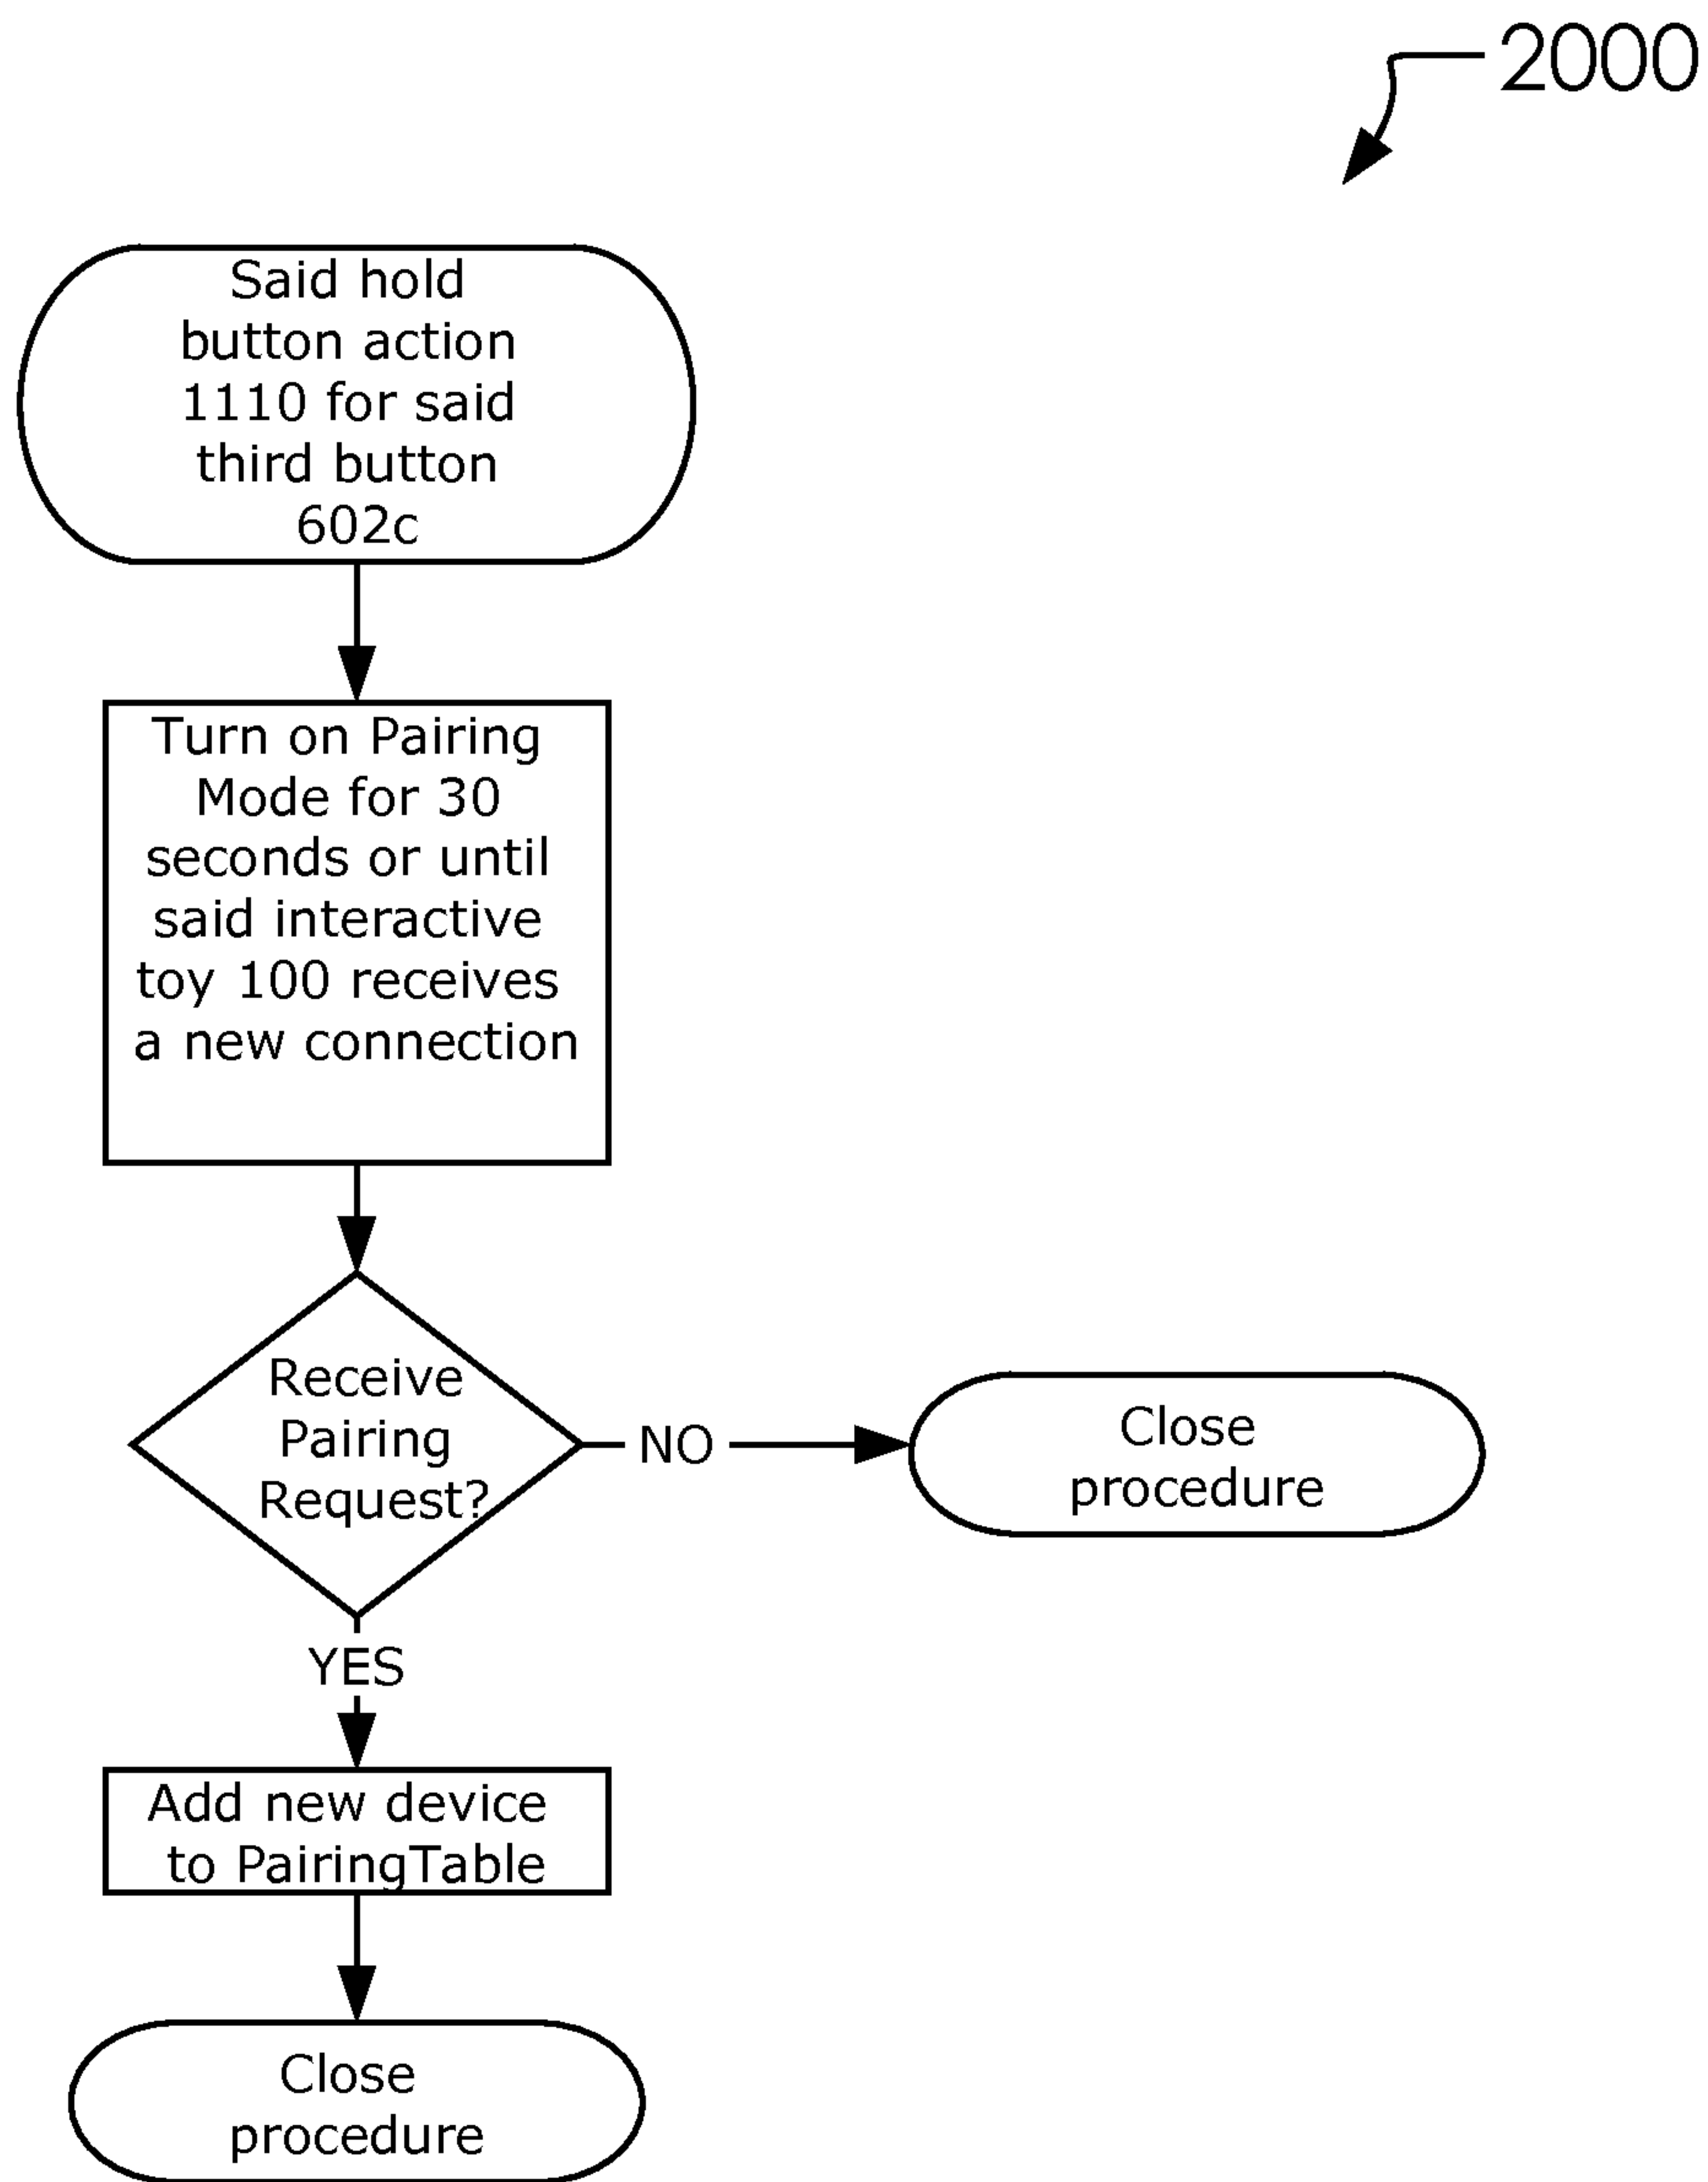 2000
Said hold
button action
1110 for said
third button
602c
Turn on Pairing
Mode for 30
seconds or until
said interactive
toy 100 receives
a new connection
Receive
Pairing
Request?
NO
Close
procedure
YES
Add new device
to PairingTable
Close
procedure